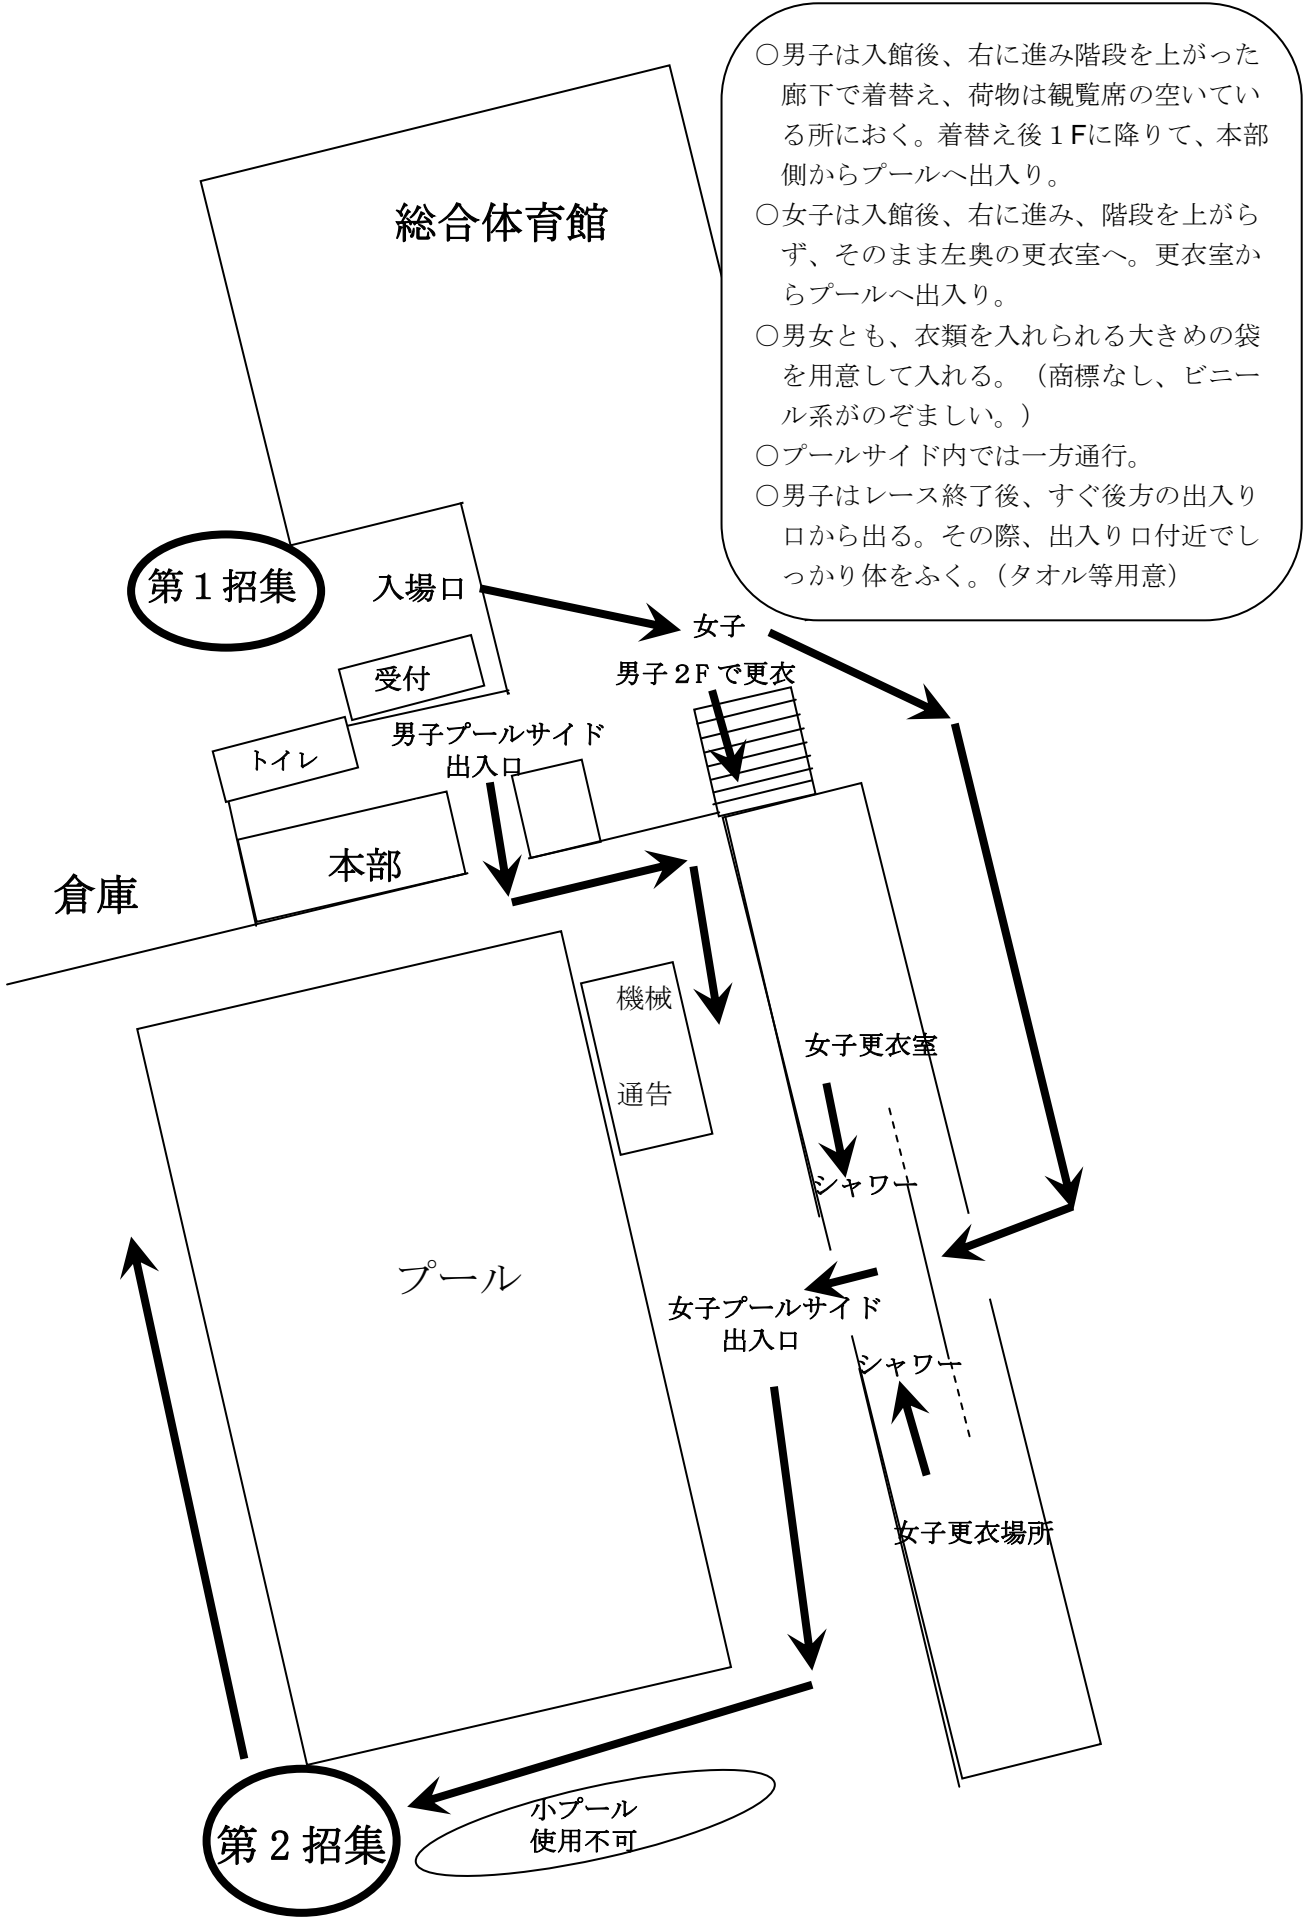 ○男子は入館後、右に進み階段を上がった
廊下で着替え、荷物は観覧席の空いてい
る所におく。着替え後１Fに降りて、本部
側からプールへ出入り。
○女子は入館後、右に進み、階段を上がら
ず、そのまま左奥の更衣室へ。更衣室か
らプールへ出入り。
○男女とも、衣類を入れられる大きめの袋
を用意して入れる。（商標なし、ビニー
ル系がのぞましい。）
○プールサイド内では一方通行。
○男子はレース終了後、すぐ後方の出入り
口から出る。その際、出入り口付近でし
っかり体をふく。（タオル等用意）
総合体育館
第１招集
入場口
女子
男子２Fで更衣
受付
男子プールサイド
出入口
トイレ
本部
倉庫
機械
通告
女子更衣室
シャワー
プール
女子プールサイド
出入口
シャワー
女子更衣場所
小プール
使用不可
第２招集